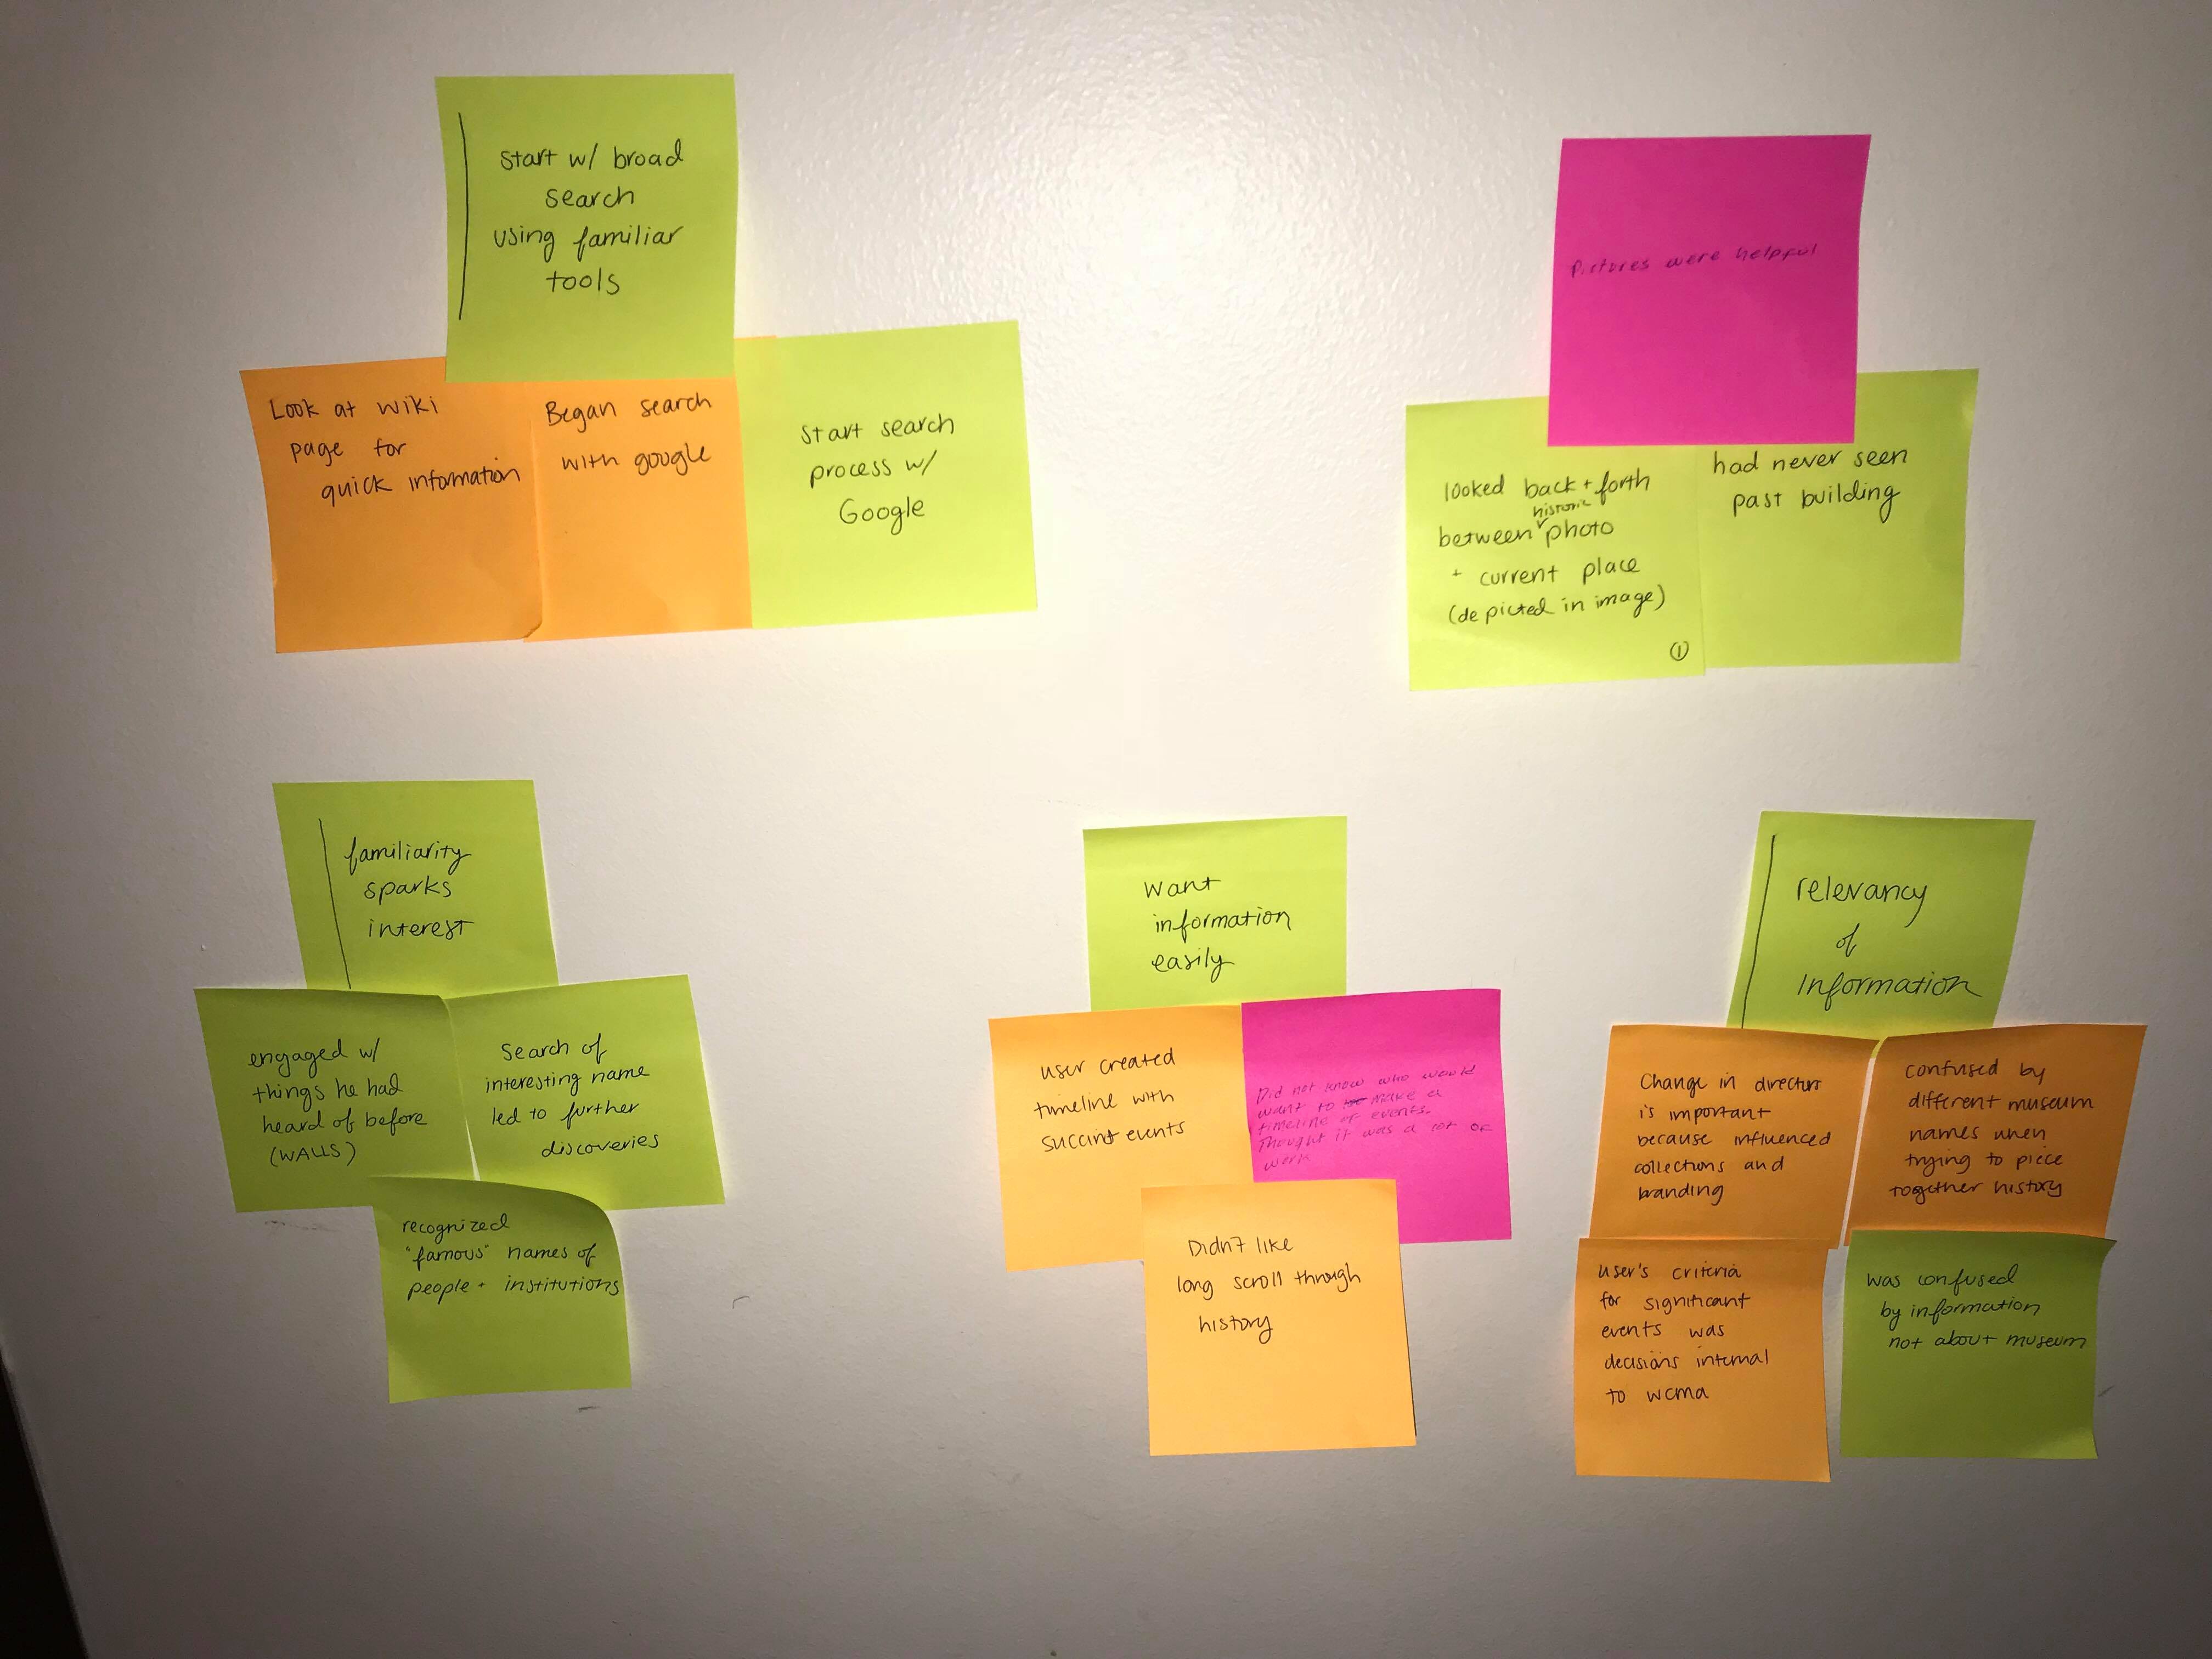 start w/ broad
search
using familiar
tools
Look at wiki
page for
quick information
Began search
with google
start search
process w/
Google
Pictures were helpful
looked back + forth
historic
between photo
+ current place
(depicted in image)
1
had never seen
past building
familiarity
sparks
interest
engaged w/
things he had
heard of before
(WALLS)
Search of
interesting name
led to further
discoveries
recognized
"famous" names of
people + institutions
want
information
easily
user created
timeline with
succint events
Did not know who would
want to make a
timeline of events.
Thought it was a lot of
work
Didn't like
long scroll through
history
relevancy
of
Information
Change in director
is important
because influenced
collections and
branding
confused by
different museum
names when
trying to piece
together history
user's criteria
for significant
events was
decisions internal
to wcma
was confused
by information
not about museum